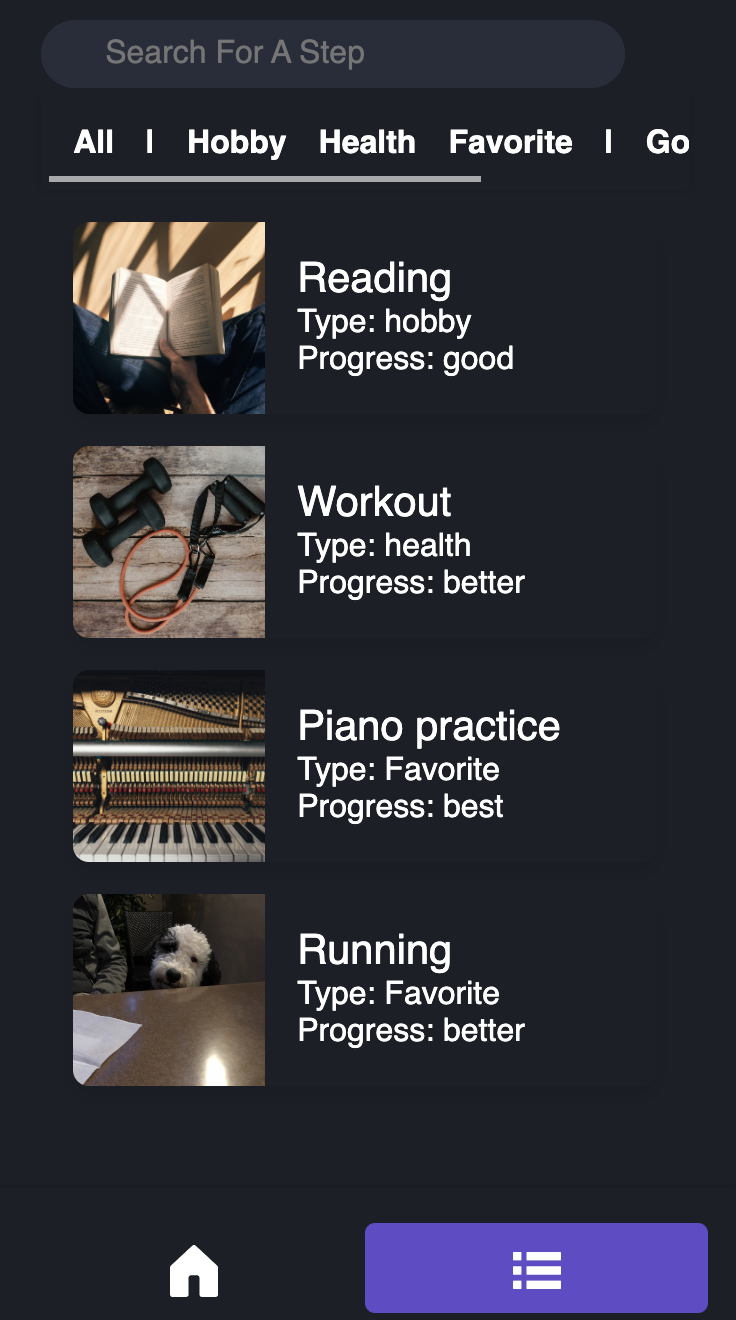 Search For A Step
All | Hobby Health Favorite | Go
Reading
Type: hobby
Progress: good
Workout
Type: health
Progress: better
Piano practice
Type: Favorite
Progress: best
Running
Type: Favorite
Progress: better